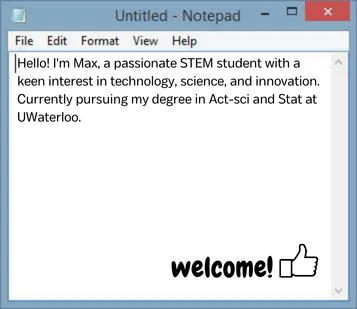 Untitled - Notepad
File Edit Format View Help
Hello! I'm Max, a passionate STEM student with a
keen interest in technology, science, and innovation.
Currently pursuing my degree in Act-sci and Stat at
UWaterloo.
welcome!